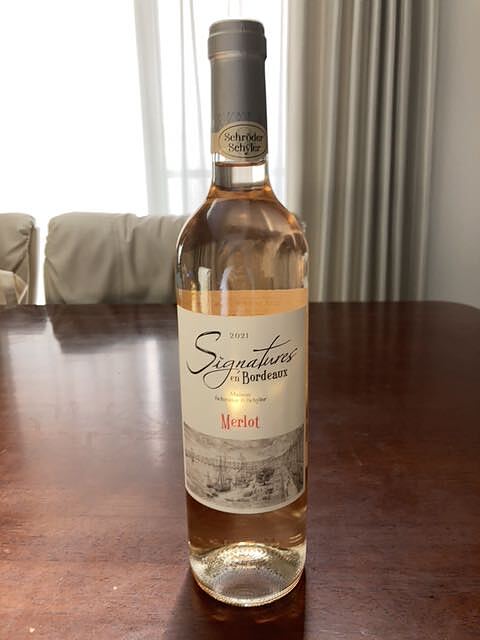 Schröder
& Schÿler
2021
Signatures
en Bordeaux
Maison
Schröder & Schÿler
Merlot